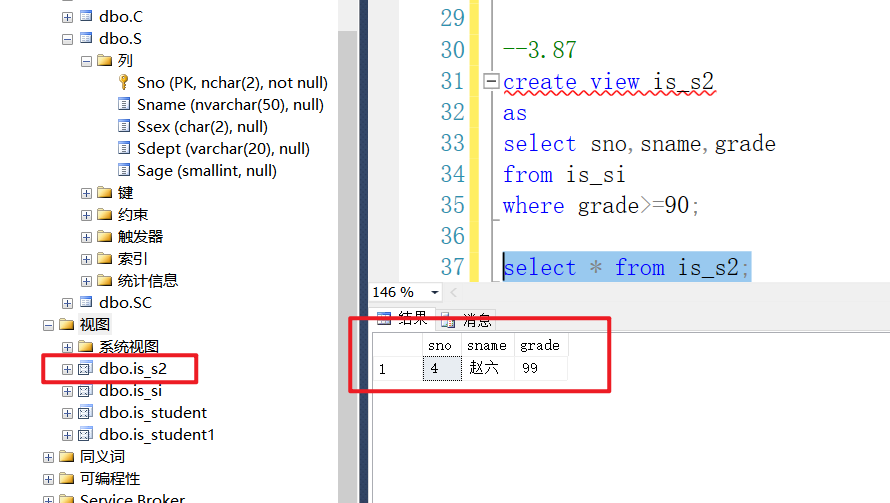 dbo.C
dbo.S
列
Sno (PK, nchar(2), not null)
Sname (nvarchar(50), null)
Ssex (char(2), null)
Sdept (varchar(20), null)
Sage (smallint, null)
键
约束
触发器
索引
统计信息
dbo.SC
视图
系统视图
dbo.is_s2
dbo.is_si
dbo.is_student
dbo.is_student1
同义词
可编程性
Service Broker
29
30 --3.87
31 create view is_s2
32 as
33 select sno,sname,grade
34 from is_si
35 where grade>=90;
36
37 select * from is_s2;
146 %
结果 消息
sno sname grade
1 4 赵六 99